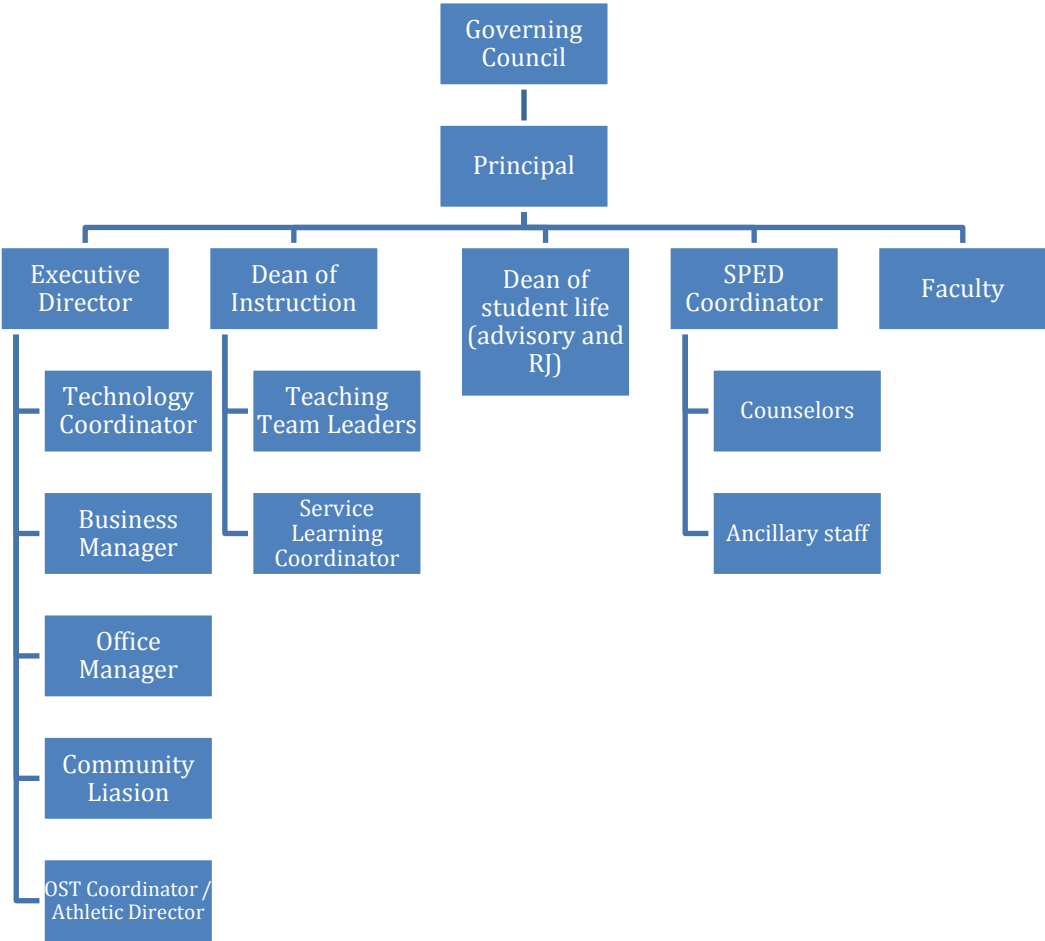 Governing
Council
Principal
Executive
Director
Dean of
Instruction
Dean of
student life
(advisory and
RJ)
SPED
Coordinator
Faculty
Technology
Coordinator
Business
Manager
Office
Manager
Community
Liasion
OST Coordinator /
Athletic Director
Teaching
Team Leaders
Service
Learning
Coordinator
Counselors
Ancillary staff